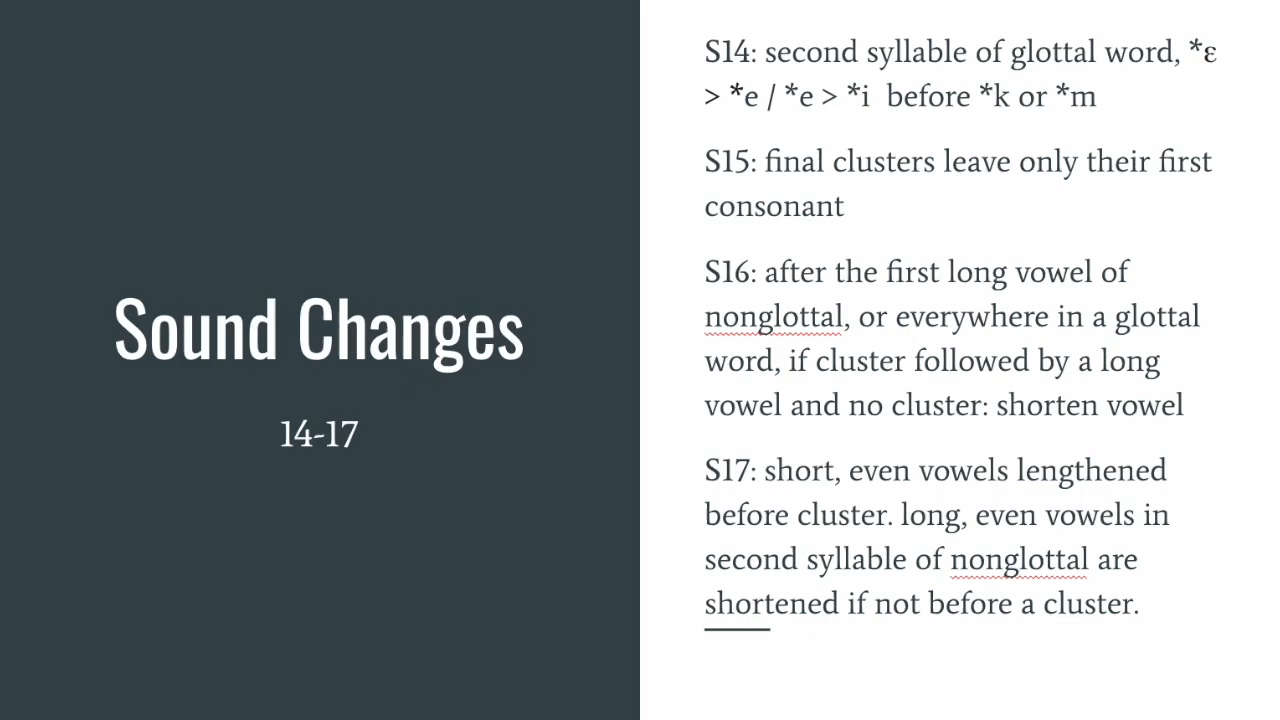 Sound Changes
14-17
S14: second syllable of glottal word, *ε
> *e / *e > *i  before *k or *m
S15: final clusters leave only their first
consonant
S16: after the first long vowel of
nonglottal, or everywhere in a glottal
word, if cluster followed by a long
vowel and no cluster: shorten vowel
S17: short, even vowels lengthened
before cluster. long, even vowels in
second syllable of nonglottal are
shortened if not before a cluster.